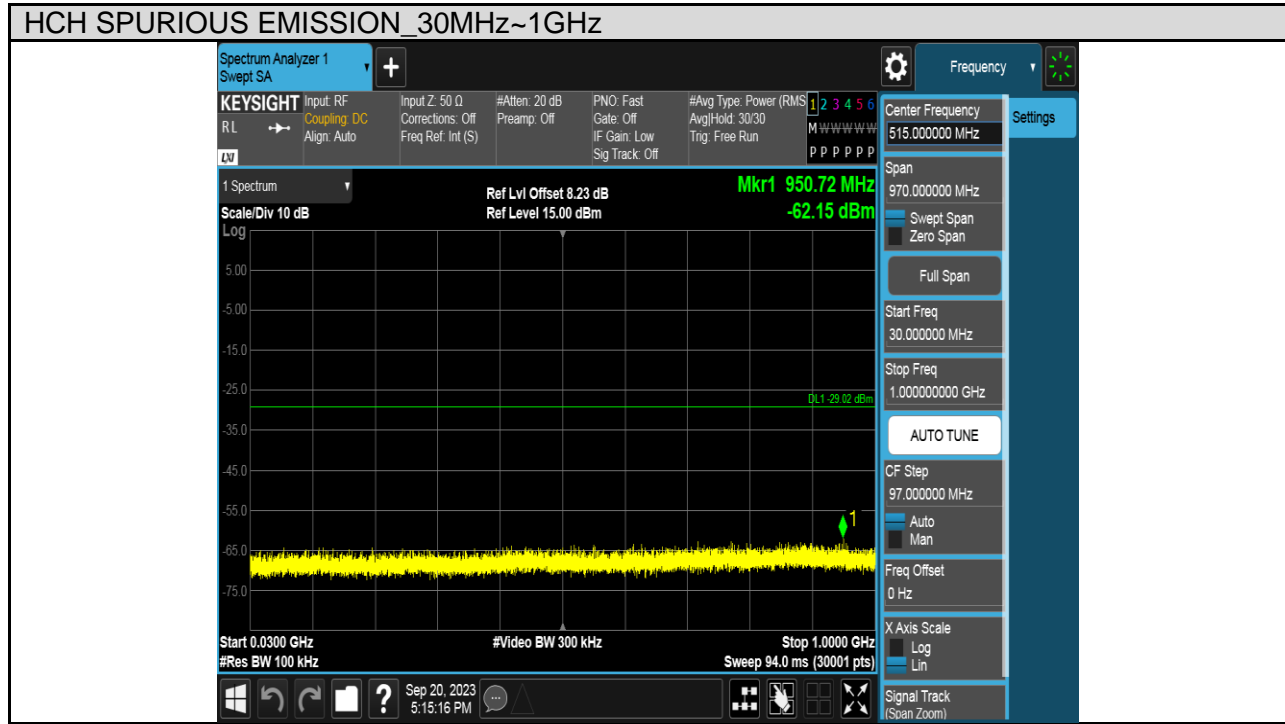 HCH SPURIOUS EMISSION_30MHz~1GHz
Spectrum Analyzer 1
Swept SA
+
Frequency
KEYSIGHT
RL
LXI
Input: RF
Coupling: DC
Align: Auto
Input Z: 50 Ω
Corrections: Off
Freq Ref: Int (S)
#Atten: 20 dB
Preamp: Off
PNO: Fast
Gate: Off
IF Gain: Low
Sig Track: Off
#Avg Type: Power (RMS
Avg|Hold: 30/30
Trig: Free Run
1 2 3 4 5 6
M W W W W W
P P P P P P
1 Spectrum
Scale/Div 10 dB
Ref Lvl Offset 8.23 dB
Ref Level 15.00 dBm
Mkr1 950.72 MHz
-62.15 dBm
Log
5.00
-5.00
-15.0
-25.0
DL1 -29.02 dBm
-35.0
-45.0
-55.0
1
-65.0
-75.0
Start 0.0300 GHz
#Res BW 100 kHz
#Video BW 300 kHz
Stop 1.0000 GHz
Sweep 94.0 ms (30001 pts)
Center Frequency
515.000000 MHz
Settings
Span
970.000000 MHz
Swept Span
Zero Span
Full Span
Start Freq
30.000000 MHz
Stop Freq
1.000000000 GHz
AUTO TUNE
CF Step
97.000000 MHz
Auto
Man
Freq Offset
0 Hz
X Axis Scale
Log
Lin
Signal Track
(Span Zoom)
?
Sep 20, 2023
5:15:16 PM